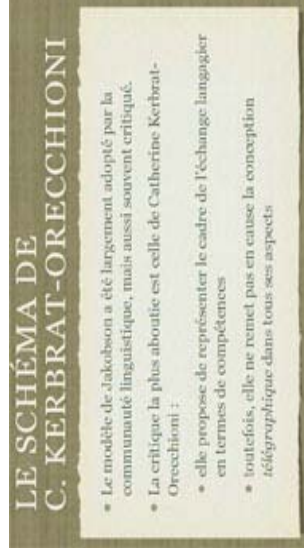 LE SCHÉMA DE
C. KERBRAT-ORECCHIONI
• Le modèle de Jakobson a été largement adopté par la
communauté linguistique, mais aussi souvent critiqué.
• La critique la plus aboutie est celle de Catherine Kerbrat-
Orecchioni :
• elle propose de représenter le cadre de l'échange langagier
en termes de compétences
• toutefois, elle ne remet pas en cause la conception
télégraphique dans tous ses aspects